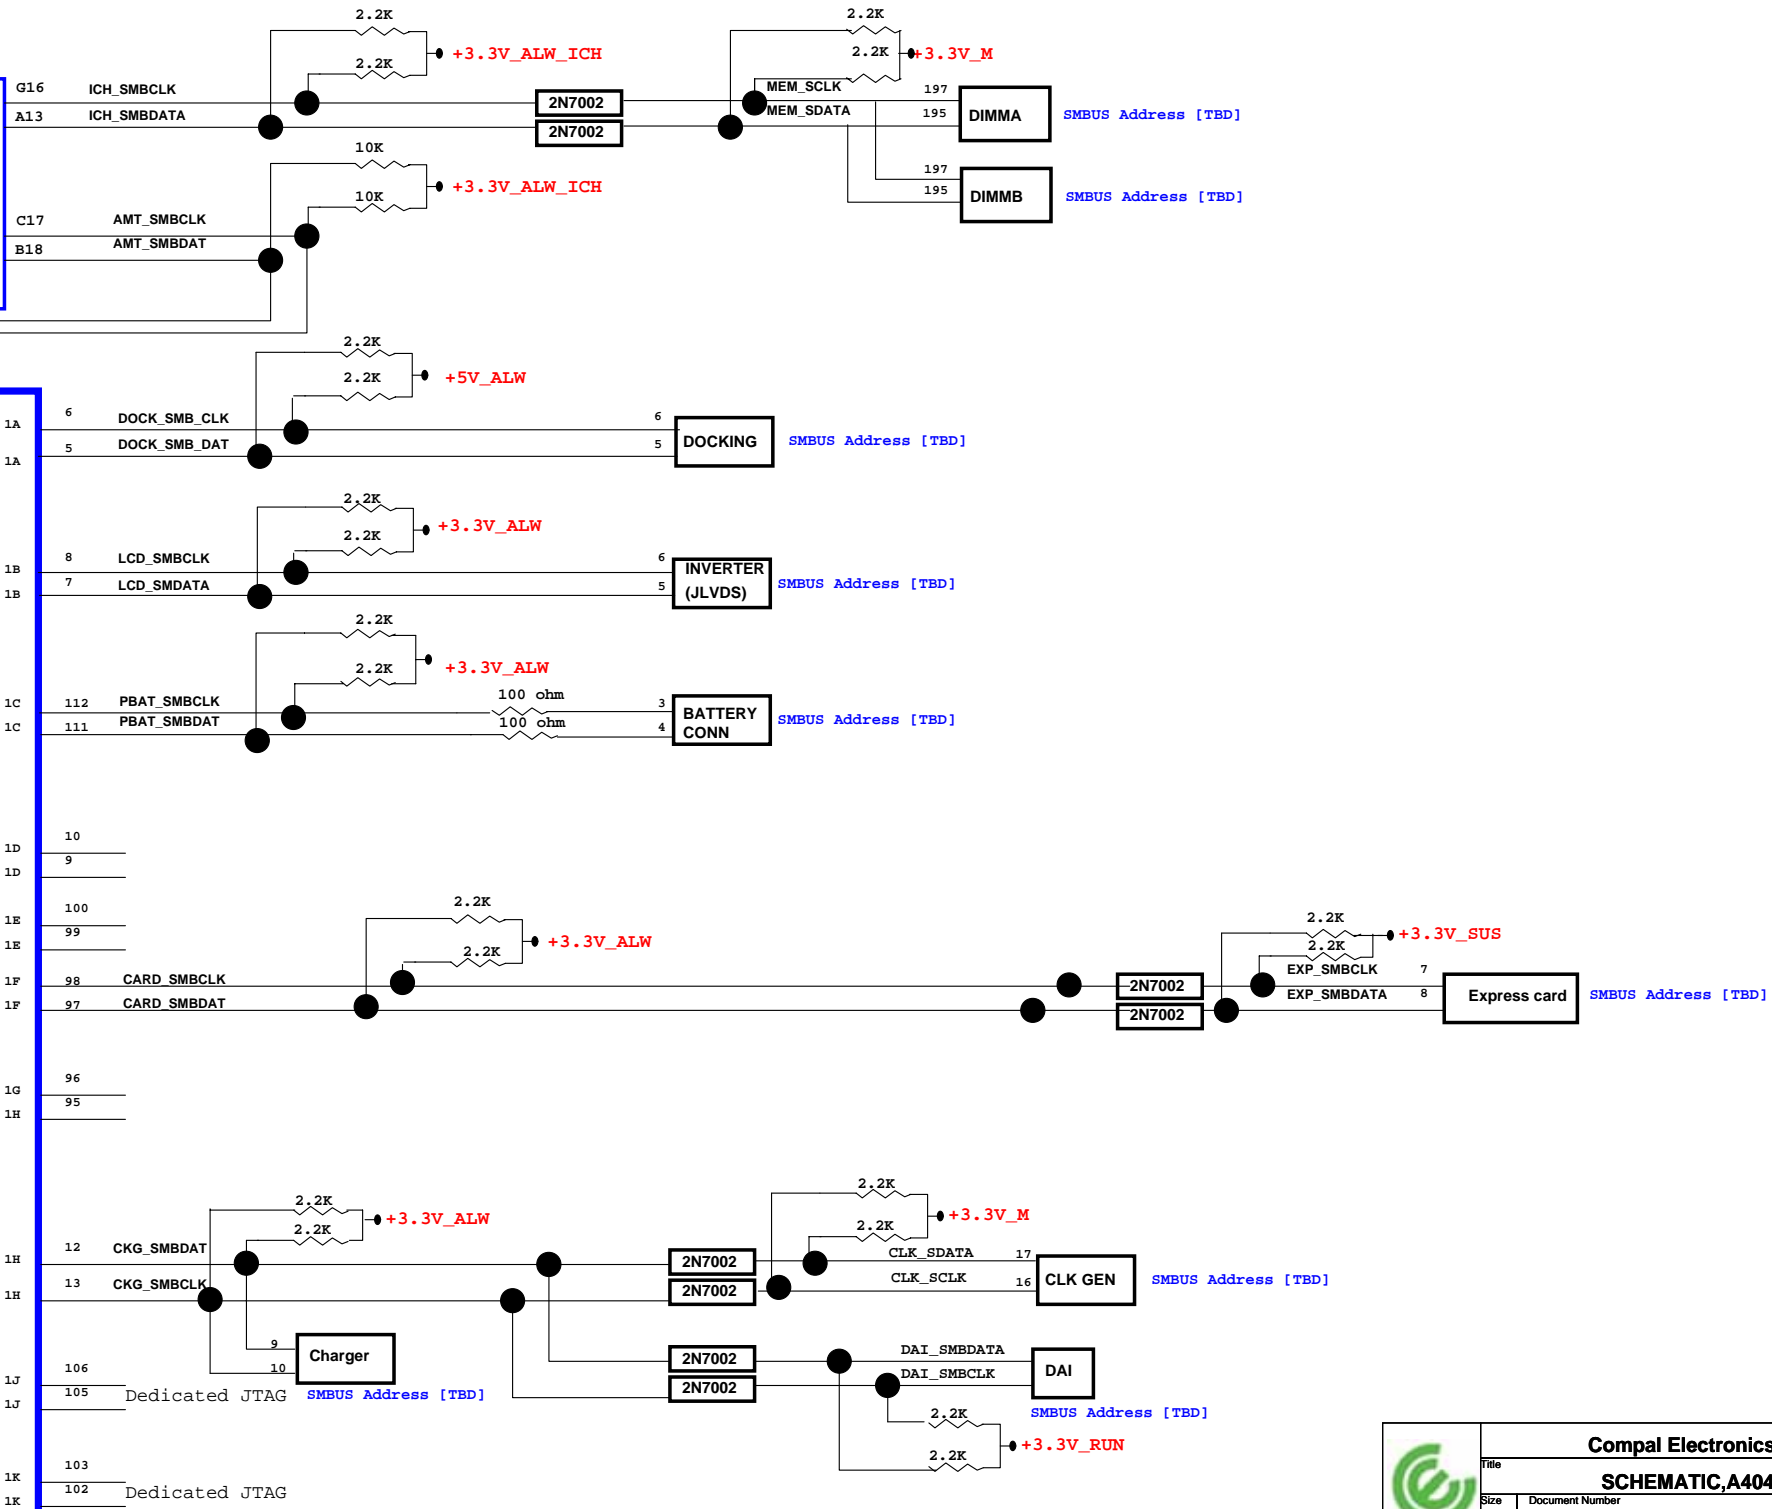 2.2K
2.2K
+3.3V_ALW_ICH
2.2K
2.2K
+3.3V_M
G16 ICH_SMBCLK
A13 ICH_SMBDATA
2N7002
2N7002
MEM_SCLK
MEM_SDATA
197
195
DIMMA
SMBUS Address [TBD]
10K
10K
+3.3V_ALW_ICH
197
195
DIMMB
SMBUS Address [TBD]
C17 AMT_SMBCLK
B18 AMT_SMBDAT
2.2K
2.2K
+5V_ALW
1A 6 DOCK_SMB_CLK
1A 5 DOCK_SMB_DAT
6
5
DOCKING
SMBUS Address [TBD]
2.2K
2.2K
+3.3V_ALW
1B 8 LCD_SMBCLK
1B 7 LCD_SMDATA
6
5
INVERTER
(JLVDS)
SMBUS Address [TBD]
2.2K
2.2K
+3.3V_ALW
1C 112 PBAT_SMBCLK
1C 111 PBAT_SMBDAT
100 ohm
100 ohm
3
4
BATTERY
CONN
SMBUS Address [TBD]
1D 10
1D 9
1E 100
1E 99
2.2K
2.2K
+3.3V_ALW
2.2K
2.2K
+3.3V_SUS
1F 98 CARD_SMBCLK
1F 97 CARD_SMBDAT
2N7002
2N7002
EXP_SMBCLK 7
EXP_SMBDATA 8
Express card
SMBUS Address [TBD]
1G 96
1H 95
2.2K
2.2K
+3.3V_ALW
2.2K
2.2K
+3.3V_M
1H 12 CKG_SMBDAT
1H 13 CKG_SMBCLK
2N7002
2N7002
CLK_SDATA 17
CLK_SCLK 16
CLK GEN
SMBUS Address [TBD]
9
10
Charger
SMBUS Address [TBD]
2N7002
2N7002
DAI_SMBDATA
DAI_SMBCLK
DAI
SMBUS Address [TBD]
2.2K
2.2K
+3.3V_RUN
1J 106
1J 105 Dedicated JTAG
1K 103
1K 102 Dedicated JTAG
Compal Electronics
Title
SCHEMATIC,A404
Size Document Number